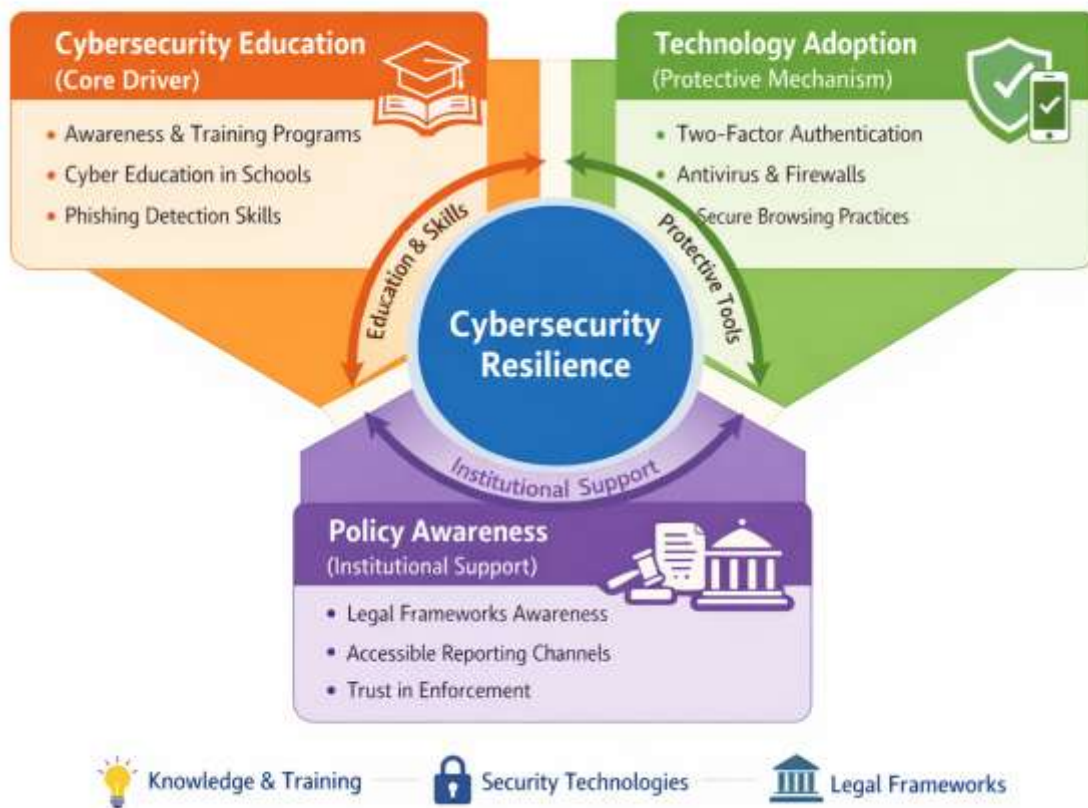 Cybersecurity Education
(Core Driver)
• Awareness & Training Programs
• Cyber Education in Schools
• Phishing Detection Skills
Technology Adoption
(Protective Mechanism)
• Two-Factor Authentication
• Antivirus & Firewalls
Secure Browsing Practices
Education & Skills
Protective Tools
Cybersecurity
Resilience
Institutional Support
Policy Awareness
(Institutional Support)
• Legal Frameworks Awareness
• Accessible Reporting Channels
• Trust in Enforcement
Knowledge & Training
Security Technologies
Legal Frameworks